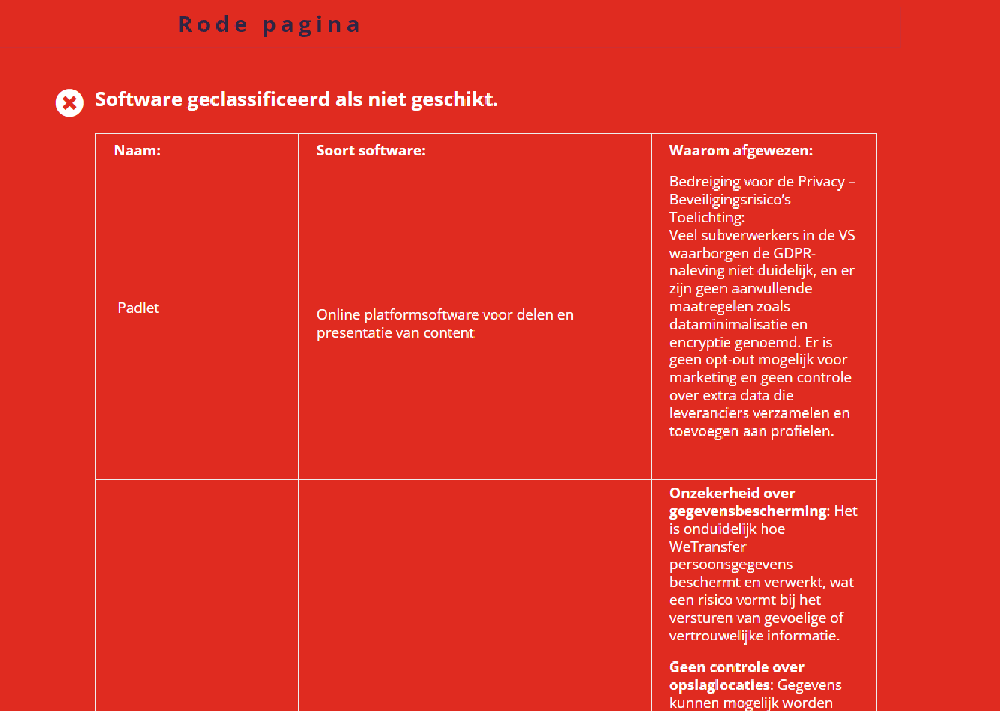 Rode pagina
Software geclassificeerd als niet geschikt.
Naam:
Soort software:
Waarom afgewezen:
Padlet
Online platformsoftware voor delen en
presentatie van content
Bedreiging voor de Privacy –
Beveiligingsrisico’s
Toelichting:
Veel subverwerkers in de VS
waarborgen de GDPR-
naleving niet duidelijk, en er
zijn geen aanvullende
maatregelen zoals
dataminimalisatie en
encryptie genoemd. Er is
geen opt-out mogelijk voor
marketing en geen controle
over extra data die
leveranciers verzamelen en
toevoegen aan profielen.
Onzekerheid over
gegevensbescherming: Het
is onduidelijk hoe
WeTransfer
persoonsgegevens
beschermt en verwerkt, wat
een risico vormt bij het
versturen van gevoelige of
vertrouwelijke informatie.
Geen controle over
opslaglocaties: Gegevens
kunnen mogelijk worden